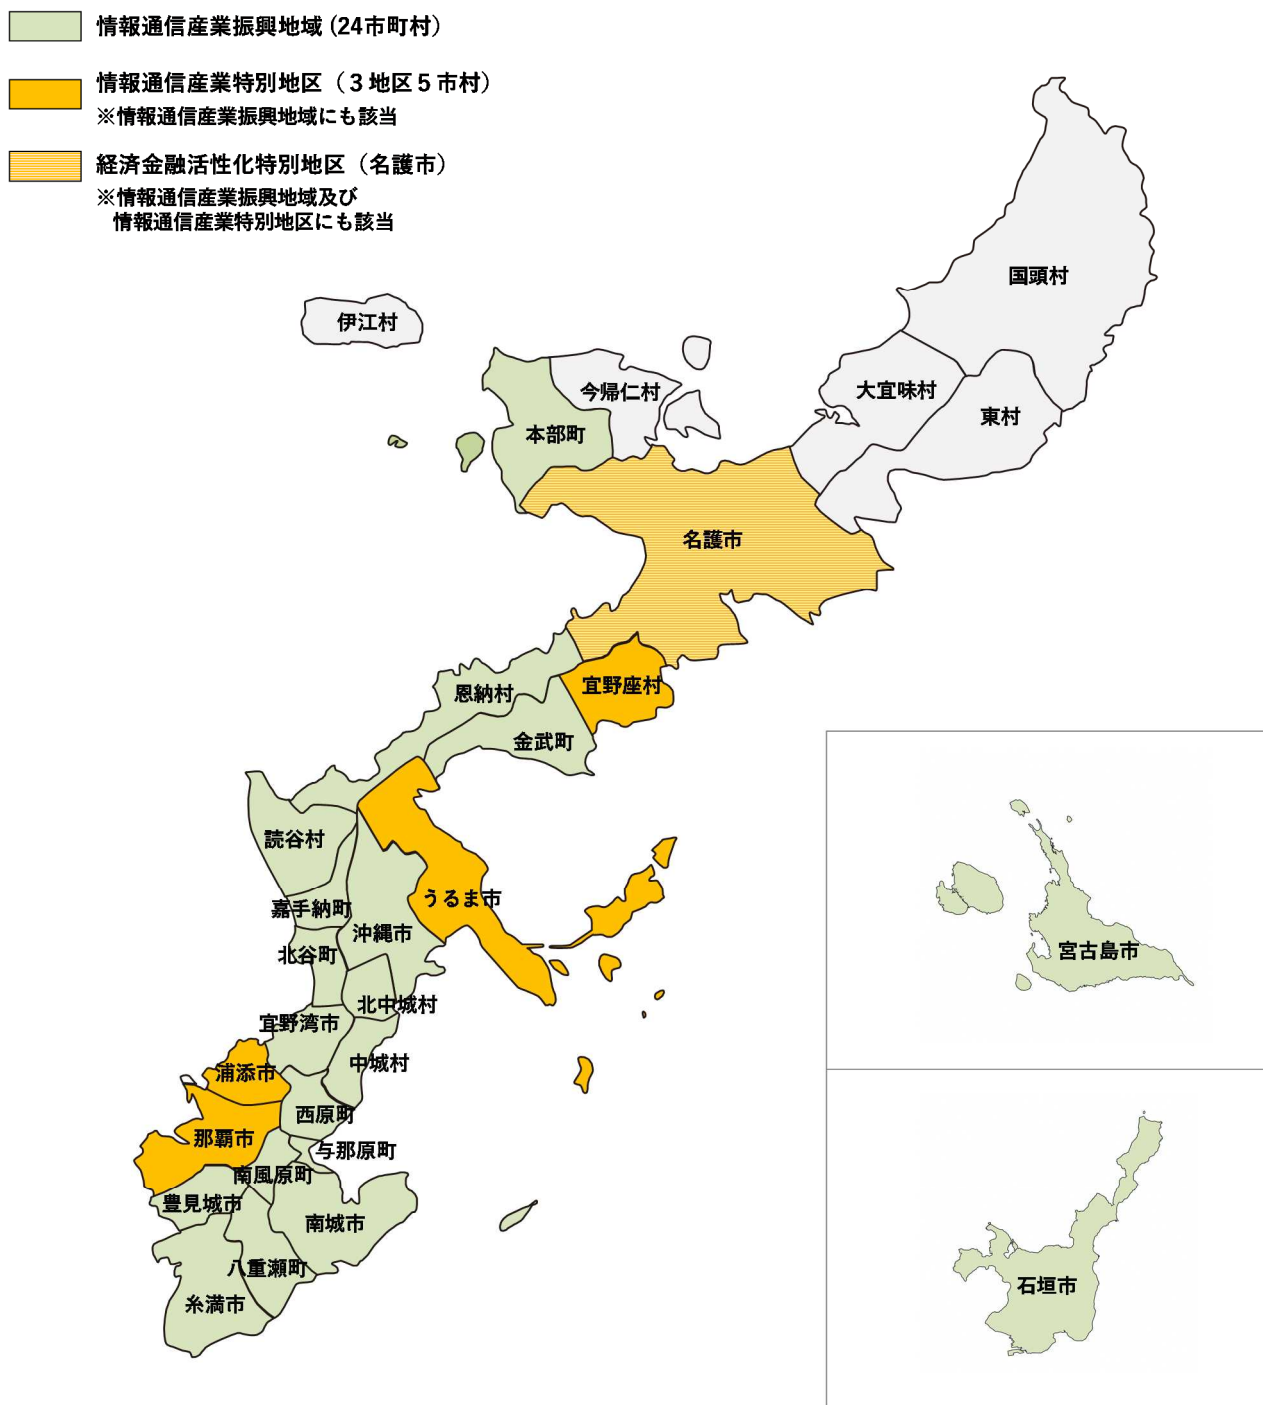 情報通信産業振興地域 (24市町村)
情報通信産業特別地区（３地区５市村）
※情報通信産業振興地域にも該当
経済金融活性化特別地区（名護市）
※情報通信産業振興地域及び
情報通信産業特別地区にも該当
国頭村
伊江村
今帰仁村
大宜味村
東村
本部町
名護市
宜野座村
恩納村
金武町
読谷村
うるま市
嘉手納町
沖縄市
北谷町
宮古島市
北中城村
宜野湾市
中城村
浦添市
西原町
那覇市
与那原町
南風原町
豊見城市
南城市
八重瀬町
石垣市
糸満市